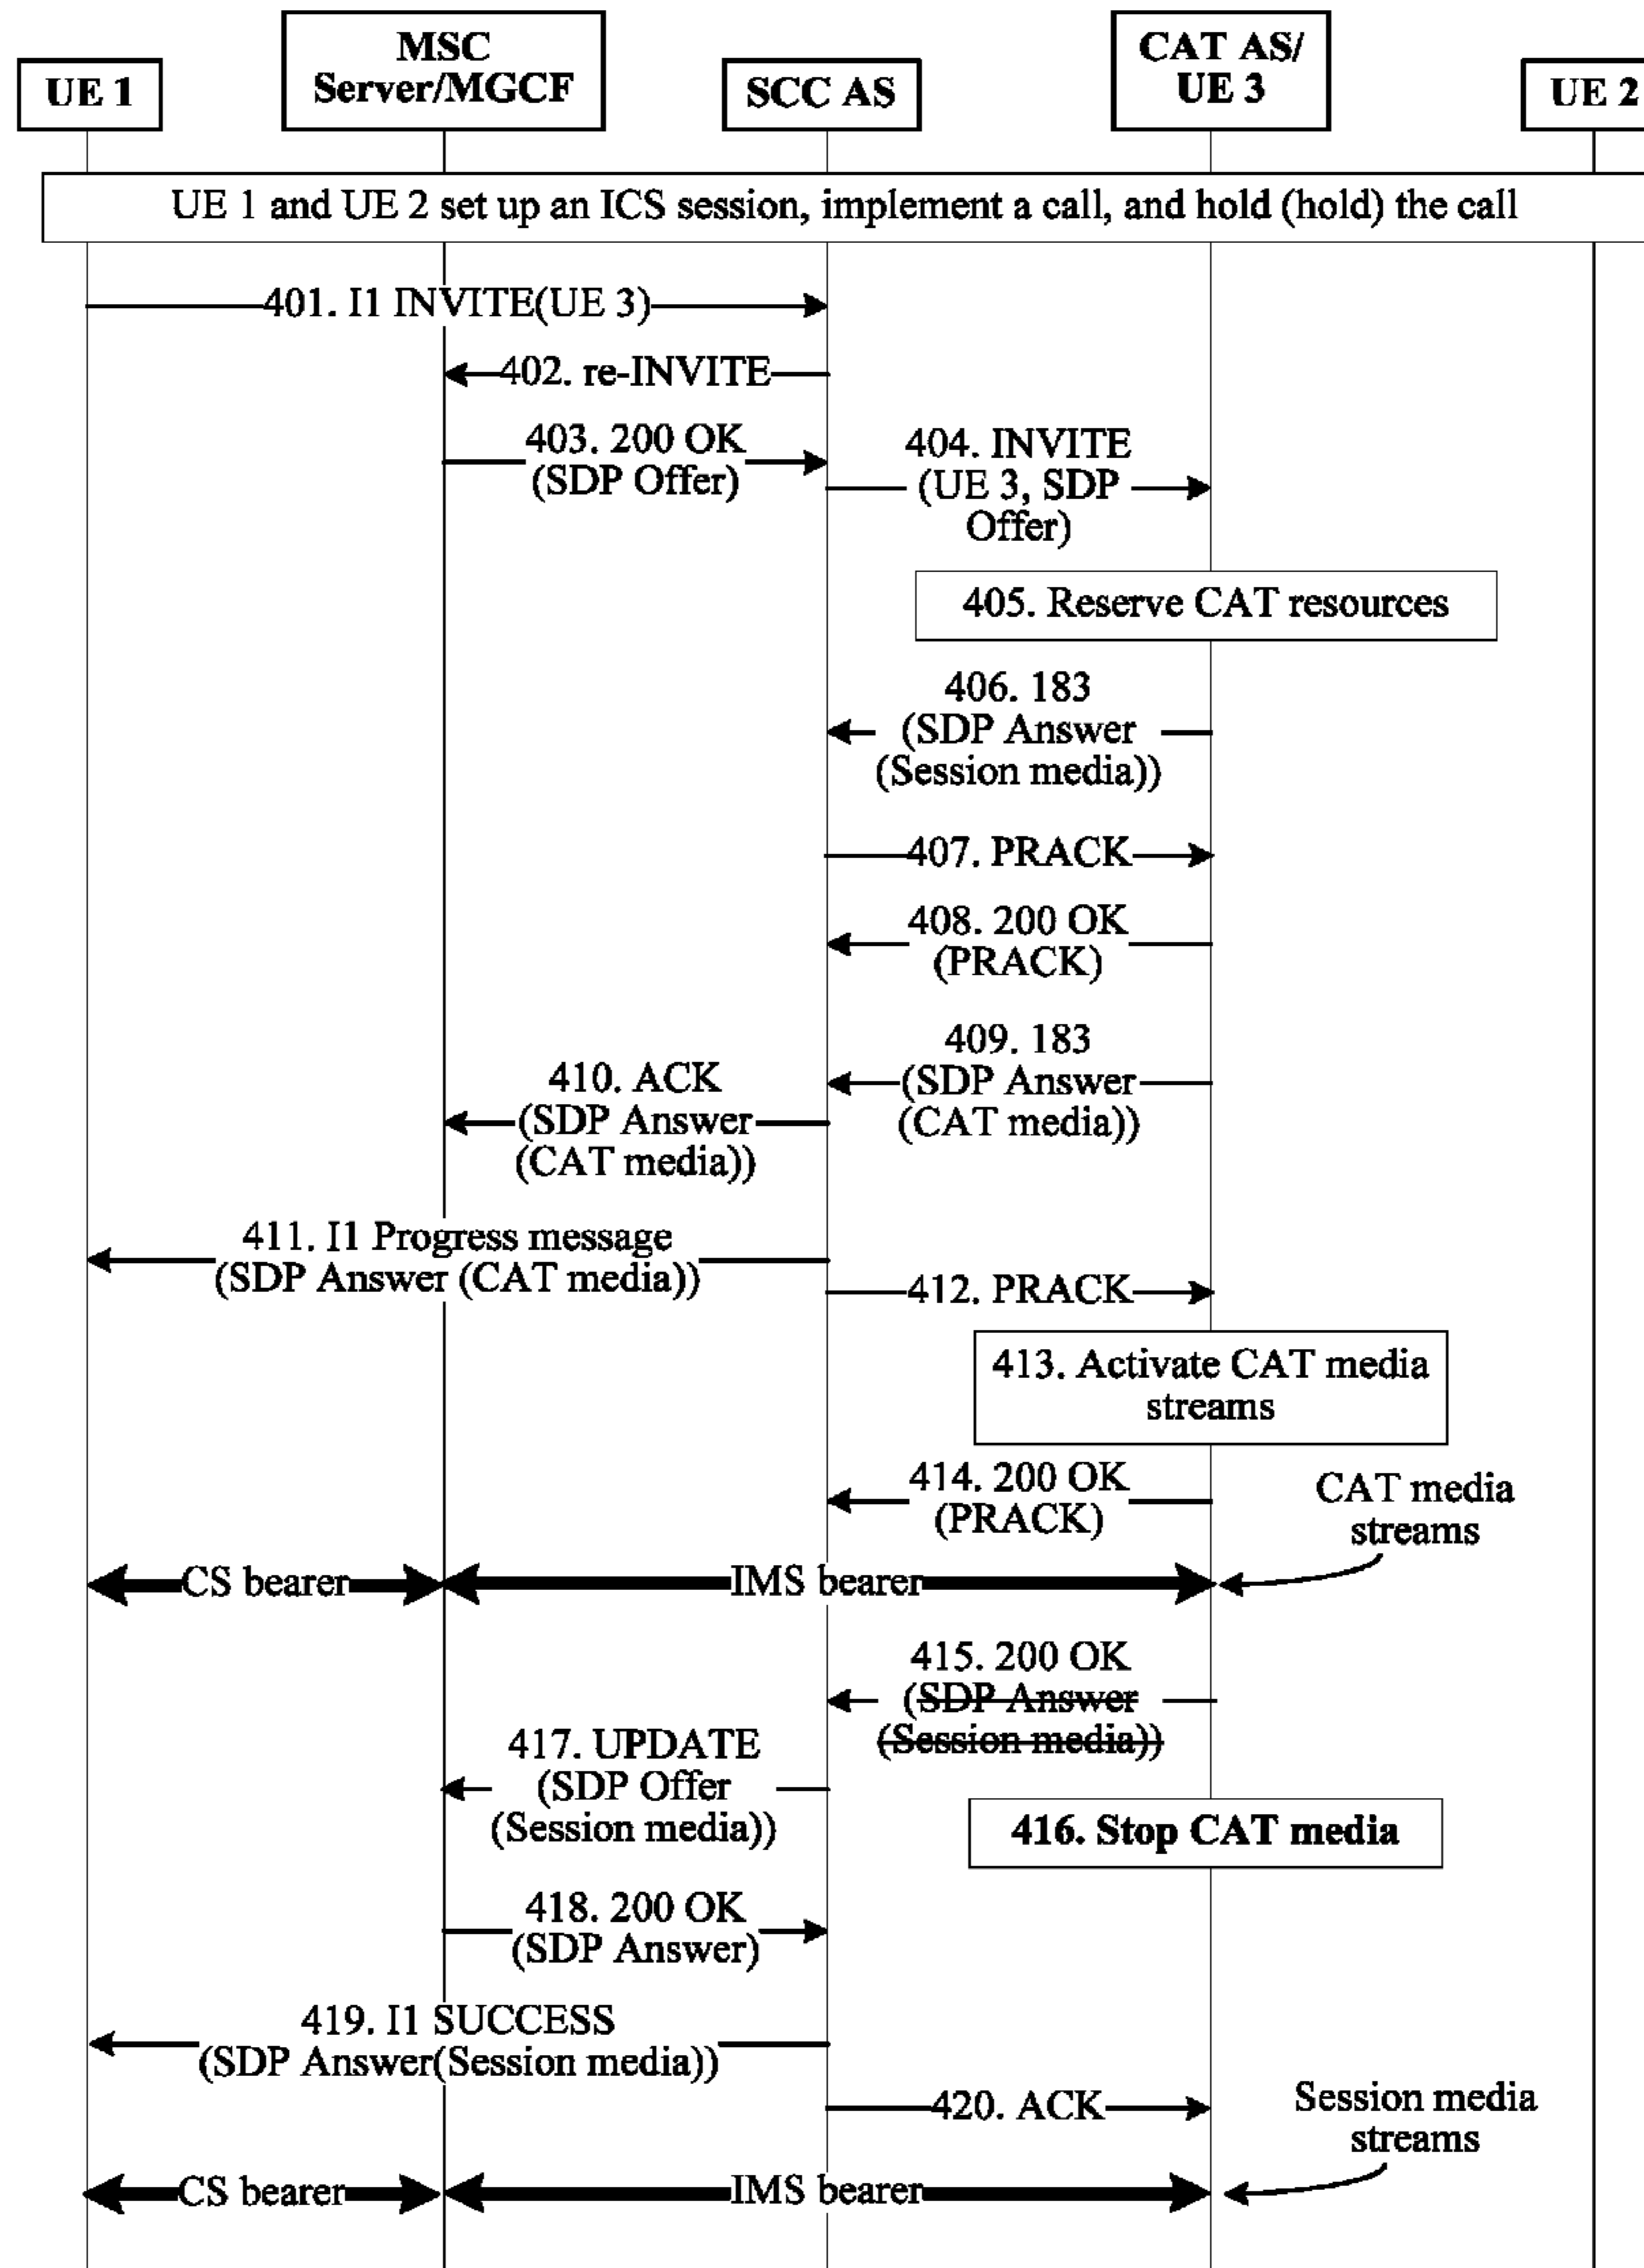 UE 1
MSC
Server/MGCF
SCC AS
CAT AS/
UE 3
UE 2
UE 1 and UE 2 set up an ICS session, implement a call, and hold (hold) the call
401. I1 INVITE(UE 3)
402. re-INVITE
403. 200 OK
(SDP Offer)
404. INVITE
(UE 3, SDP
Offer)
405. Reserve CAT resources
406. 183
(SDP Answer
(Session media))
407. PRACK
408. 200 OK
(PRACK)
409. 183
(SDP Answer
(CAT media))
410. ACK
(SDP Answer
(CAT media))
411. I1 Progress message
(SDP Answer (CAT media))
412. PRACK
413. Activate CAT media
streams
414. 200 OK
(PRACK)
CAT media
streams
CS bearer
IMS bearer
415. 200 OK
(SDP Answer
(Session media))
417. UPDATE
(SDP Offer
(Session media))
416. Stop CAT media
418. 200 OK
(SDP Answer)
419. I1 SUCCESS
(SDP Answer(Session media))
420. ACK
Session media
streams
CS bearer
IMS bearer